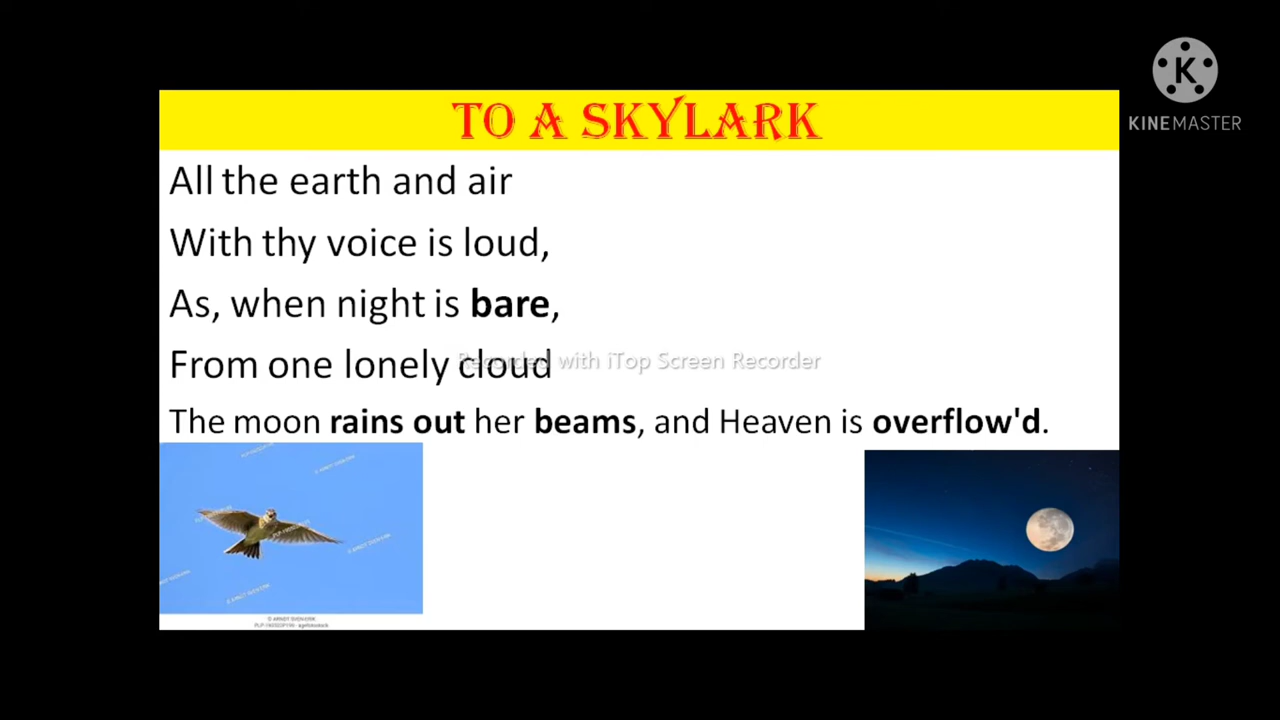 K
KINEMASTER
TO A SKYLARK
All the earth and air
With thy voice is loud,
As, when night is bare,
From one lonely cloud
Recorded with iTop Screen Recorder
The moon rains out her beams, and Heaven is overflow'd.